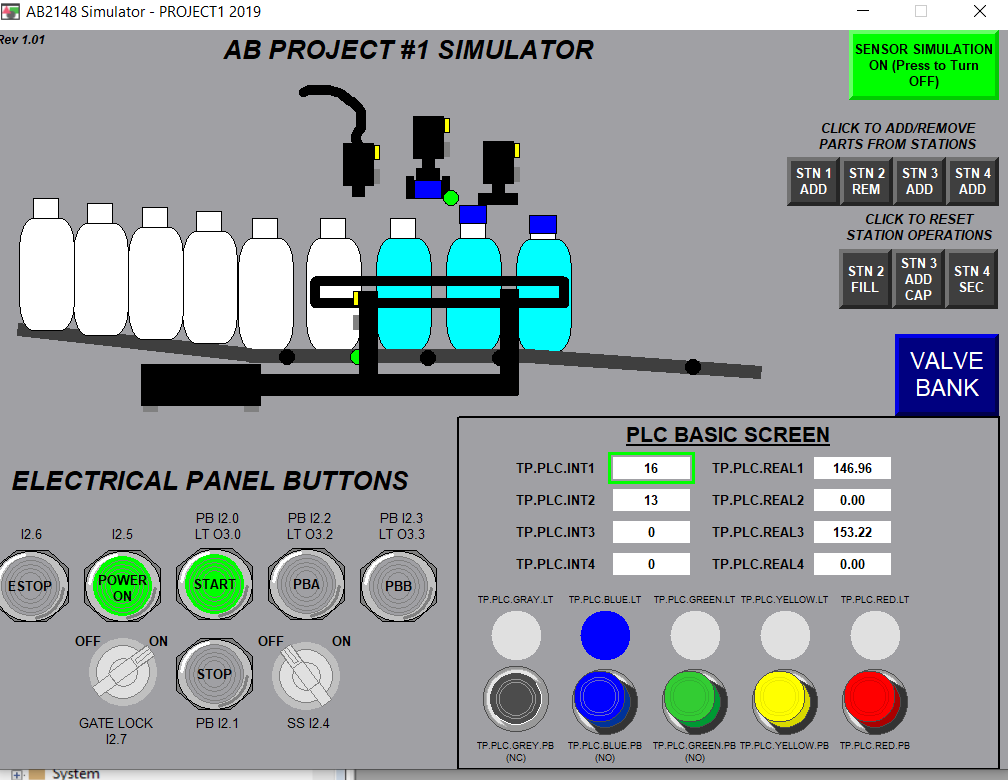 AB2148 Simulator - PROJECT1 2019
Rev 1.01
AB PROJECT #1 SIMULATOR
SENSOR SIMULATION
ON (Press to Turn
OFF)
CLICK TO ADD/REMOVE
PARTS FROM STATIONS
STN 1
ADD
STN 2
REM
STN 3
ADD
STN 4
ADD
CLICK TO RESET
STATION OPERATIONS
STN 2
FILL
STN 3
ADD
CAP
STN 4
SEC
VALVE
BANK
PLC BASIC SCREEN
TP.PLC.INT1 16 TP.PLC.REAL1 146.96
TP.PLC.INT2 13 TP.PLC.REAL2 0.00
TP.PLC.INT3 0 TP.PLC.REAL3 153.22
TP.PLC.INT4 0 TP.PLC.REAL4 0.00
TP.PLC.GRAY.LT TP.PLC.BLUE.LT TP.PLC.GREEN.LT TP.PLC.YELLOW.LT TP.PLC.RED.LT
TP.PLC.GREY.PB
(NC)
TP.PLC.BLUE.PB
(NO)
TP.PLC.GREEN.PB
(NO)
TP.PLC.YELLOW.PB
TP.PLC.RED.PB
ELECTRICAL PANEL BUTTONS
I2.6
I2.5
PB I2.0
LT O3.0
PB I2.2
LT O3.2
PB I2.3
LT O3.3
ESTOP
POWER
ON
START
PBA
PBB
OFF ON
GATE LOCK
I2.7
STOP
PB I2.1
OFF ON
SS I2.4
System